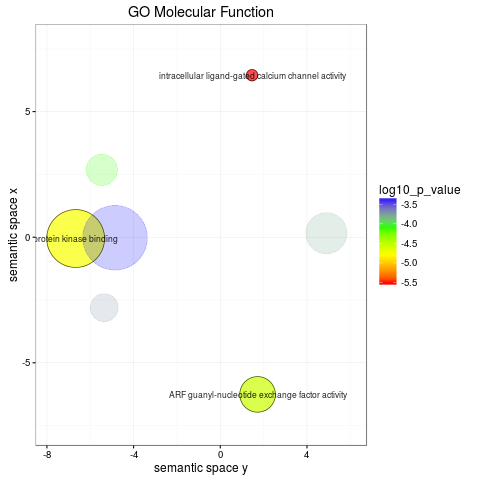 GO Molecular Function
intracellular ligand-gated calcium channel activity
protein kinase binding
ARF guanyl-nucleotide exchange factor activity
5
0
-5
-8
-4
0
4
semantic space x
semantic space y
log10_p_value
-3.5
-4.0
-4.5
-5.0
-5.5